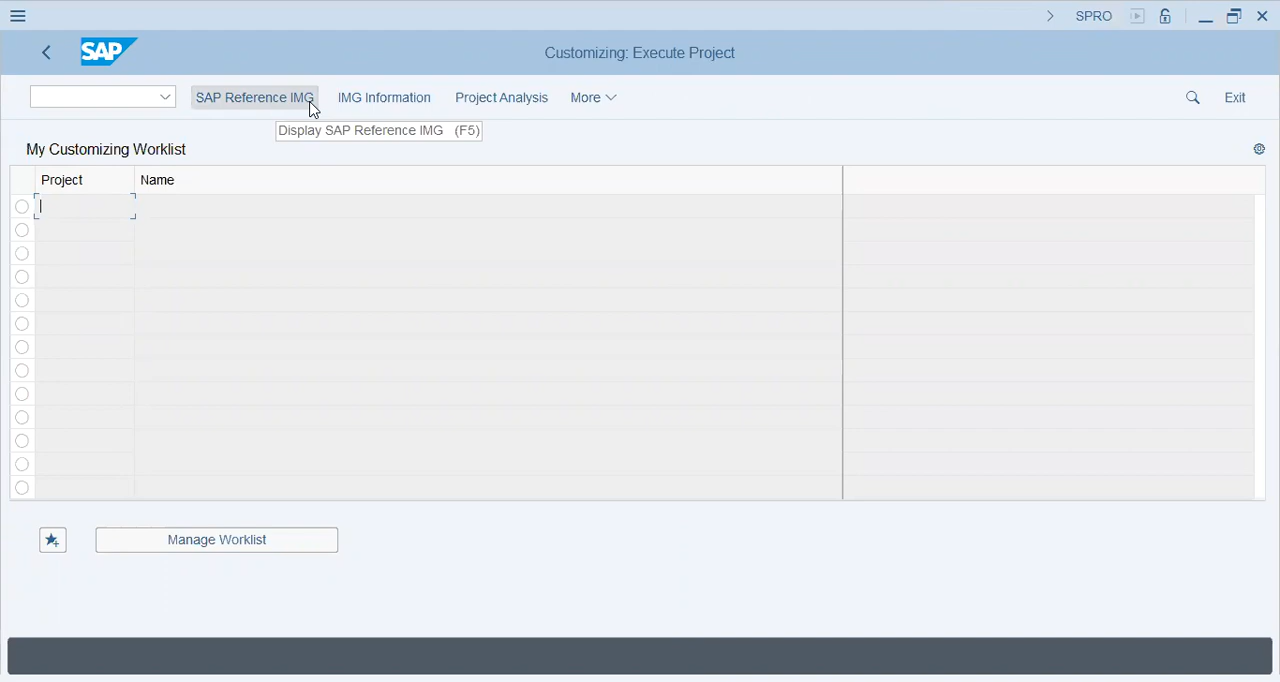 SPRO
SAP
Customizing: Execute Project
SAP Reference IMG IMG Information Project Analysis More Exit
Display SAP Reference IMG (F5)
My Customizing Worklist
Project Name
Manage Worklist